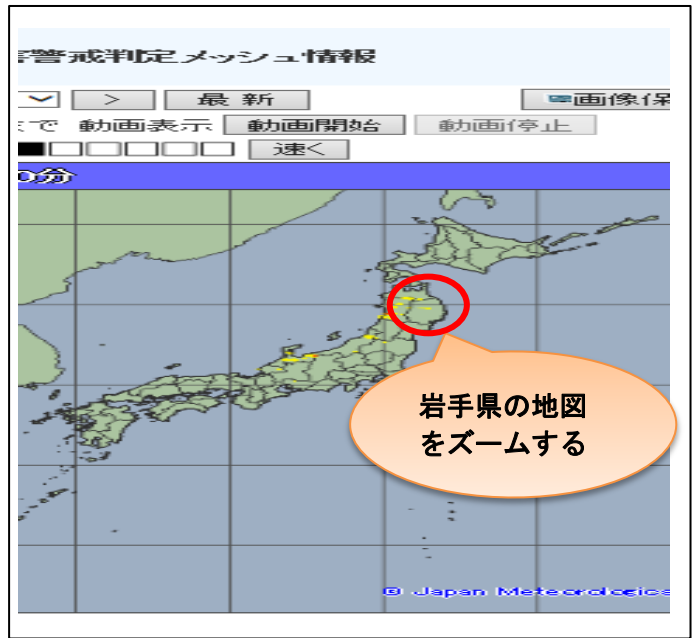 害警戒判定メッシュ情報
> 最新 画像保
まで 動画表示 動画開始 動画停止
速く
0分
岩手県の地図
をズームする
© Japan Meteorologica